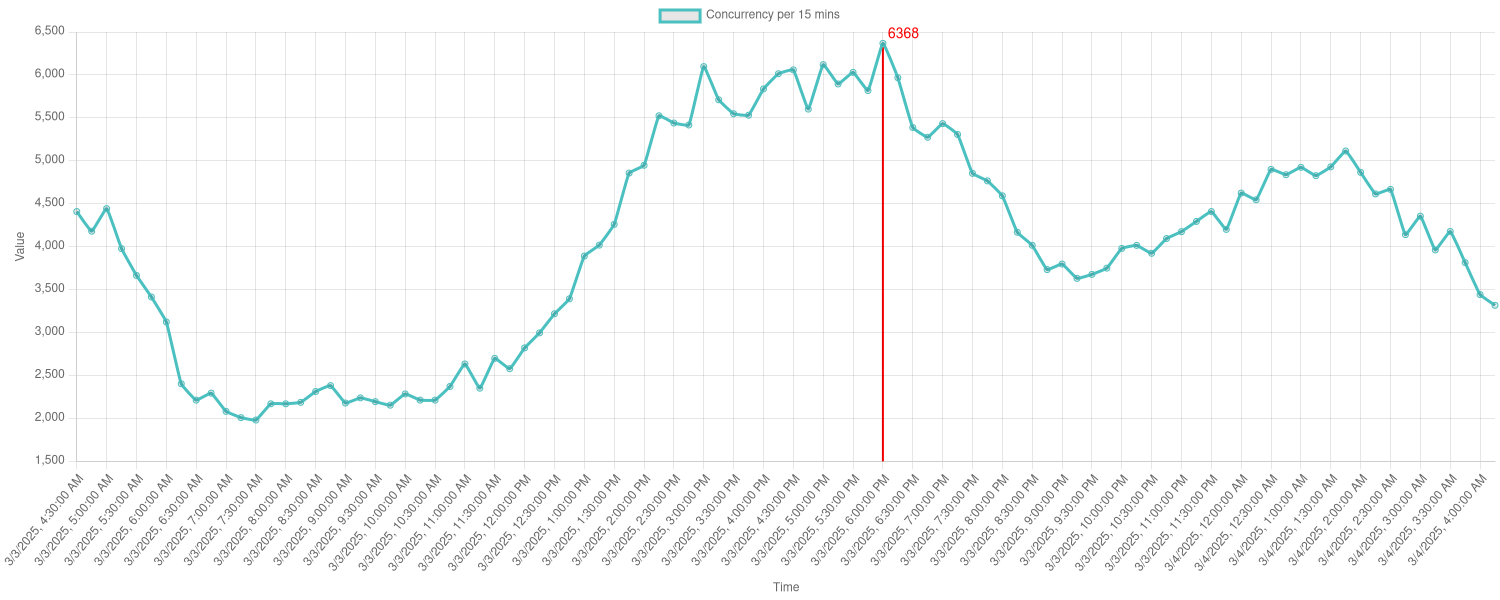 Concurrency per 15 mins
6368
6,500
6,000
5,500
5,000
4,500
4,000
3,500
3,000
2,500
2,000
1,500
Value
3/3/2025, 4:30:00 AM
3/3/2025, 5:00:00 AM
3/3/2025, 5:30:00 AM
3/3/2025, 6:00:00 AM
3/3/2025, 6:30:00 AM
3/3/2025, 7:00:00 AM
3/3/2025, 7:30:00 AM
3/3/2025, 8:00:00 AM
3/3/2025, 8:30:00 AM
3/3/2025, 9:00:00 AM
3/3/2025, 9:30:00 AM
3/3/2025, 10:00:00 AM
3/3/2025, 10:30:00 AM
3/3/2025, 11:00:00 AM
3/3/2025, 11:30:00 AM
3/3/2025, 12:00:00 PM
3/3/2025, 12:30:00 PM
3/3/2025, 1:00:00 PM
3/3/2025, 1:30:00 PM
3/3/2025, 2:00:00 PM
3/3/2025, 2:30:00 PM
3/3/2025, 3:00:00 PM
3/3/2025, 3:30:00 PM
3/3/2025, 4:00:00 PM
3/3/2025, 4:30:00 PM
3/3/2025, 5:00:00 PM
3/3/2025, 5:30:00 PM
3/3/2025, 6:00:00 PM
3/3/2025, 6:30:00 PM
3/3/2025, 7:00:00 PM
3/3/2025, 7:30:00 PM
3/3/2025, 8:00:00 PM
3/3/2025, 8:30:00 PM
3/3/2025, 9:00:00 PM
3/3/2025, 9:30:00 PM
3/3/2025, 10:00:00 PM
3/3/2025, 10:30:00 PM
3/3/2025, 11:00:00 PM
3/3/2025, 11:30:00 PM
3/4/2025, 12:00:00 AM
3/4/2025, 12:30:00 AM
3/4/2025, 1:00:00 AM
3/4/2025, 1:30:00 AM
3/4/2025, 2:00:00 AM
3/4/2025, 2:30:00 AM
3/4/2025, 3:00:00 AM
3/4/2025, 3:30:00 AM
3/4/2025, 4:00:00 AM
Time